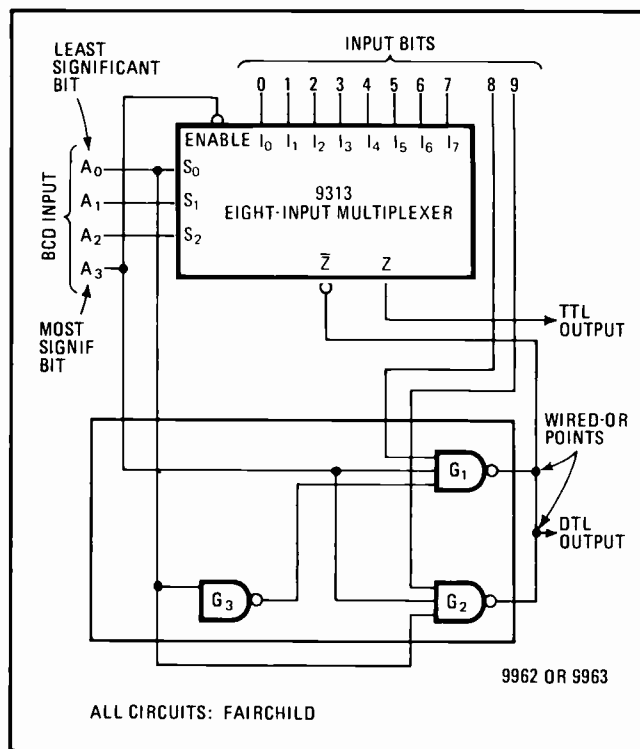 INPUT BITS
LEAST
SIGNIFICANT
BIT
0 1 2 3 4 5 6 7 8 9
ENABLE I0 I1 I2 I3 I4 I5 I6 I7
BCD INPUT
A0 S0
A1 S1
A2 S2
A3
9313
EIGHT-INPUT MULTIPLEXER
Z̅ Z
MOST
SIGNIF
BIT
TTL
OUTPUT
WIRED-OR
POINTS
G1
DTL
OUTPUT
G3 G2
9962 OR 9963
ALL CIRCUITS: FAIRCHILD